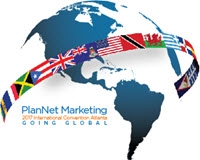 PlanNet Marketing
2017 International Convention Atlanta
GOING GLOBAL